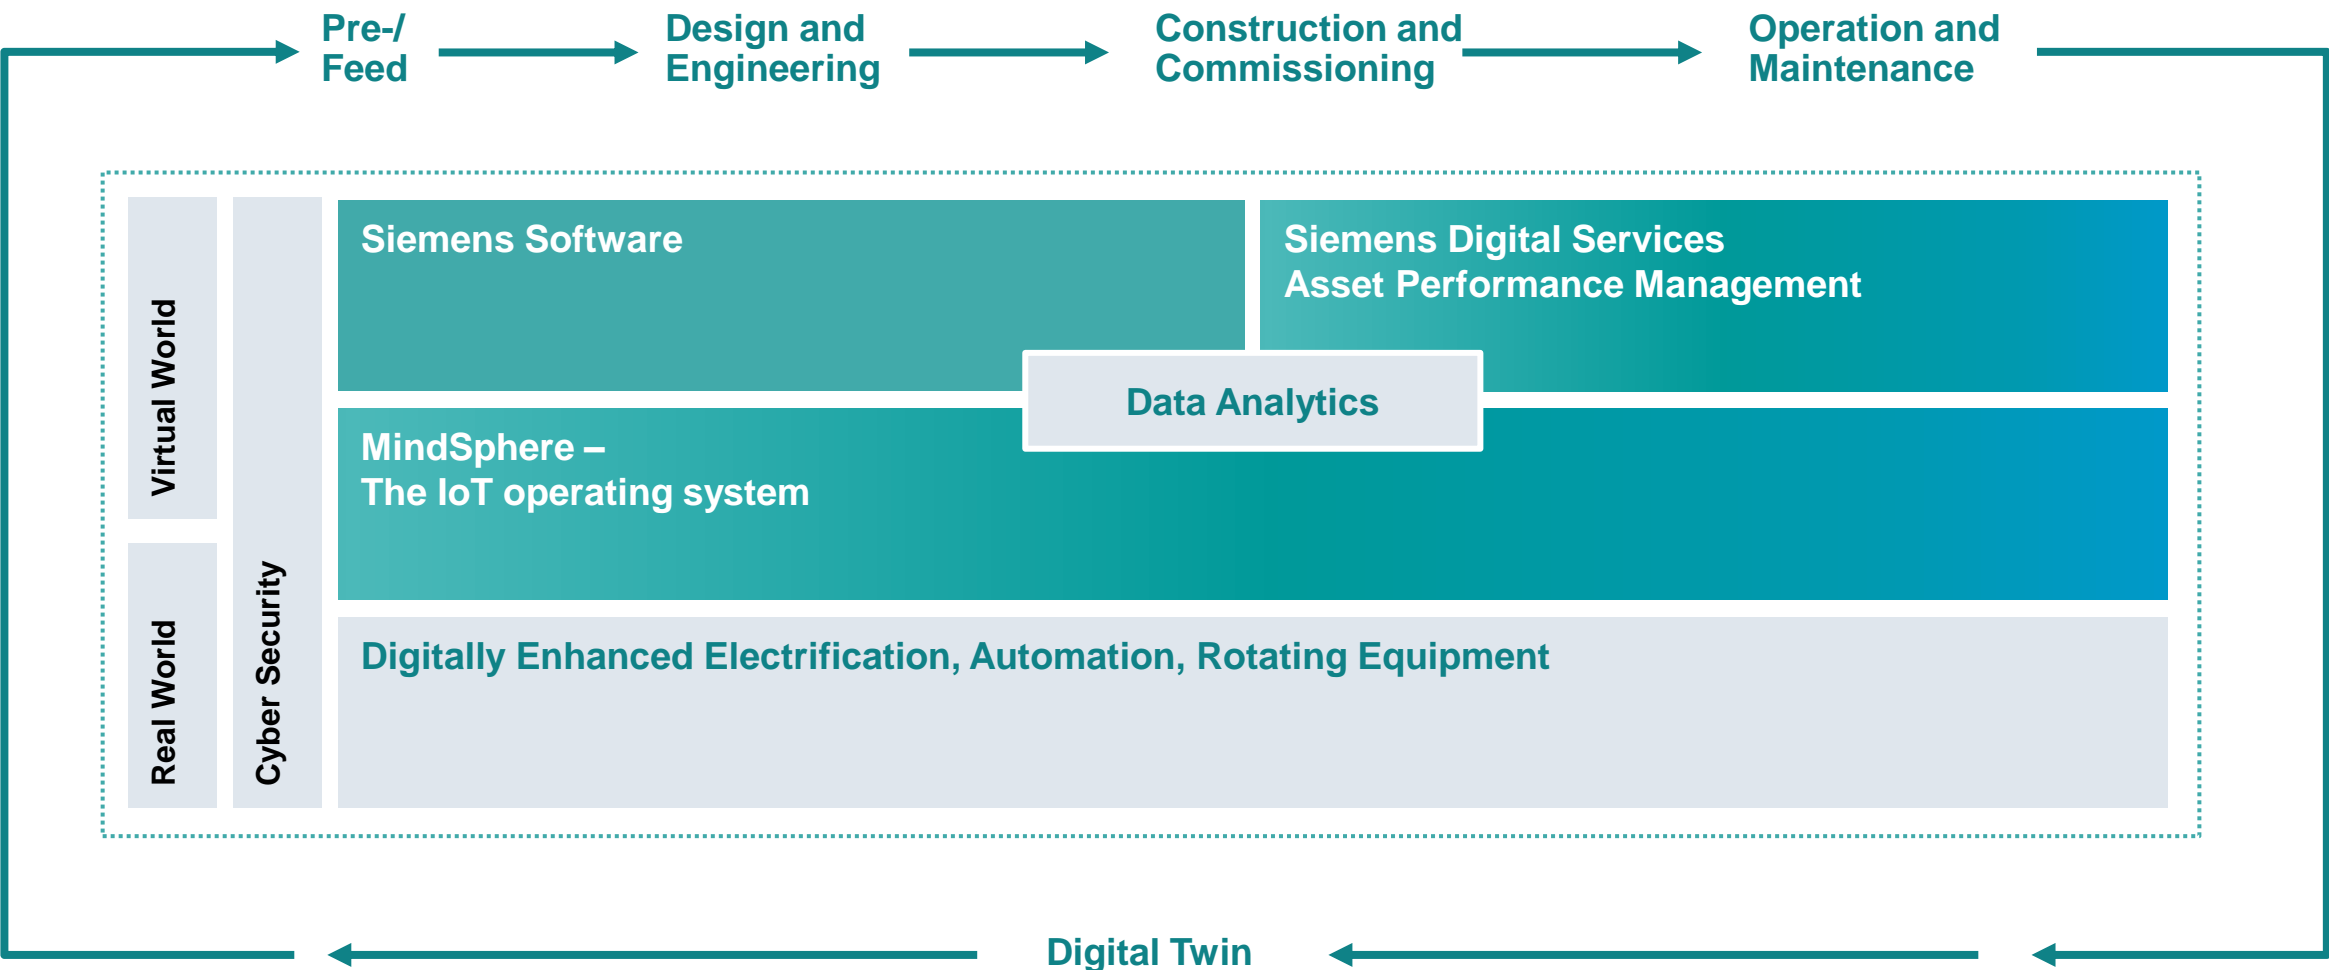 Pre-/
Feed
Design and
Engineering
Construction and
Commissioning
Operation and
Maintenance
Virtual World
Real World
Cyber Security
Siemens Software
Siemens Digital Services
Asset Performance Management
Data Analytics
MindSphere –
The IoT operating system
Digitally Enhanced Electrification, Automation, Rotating Equipment
Digital Twin